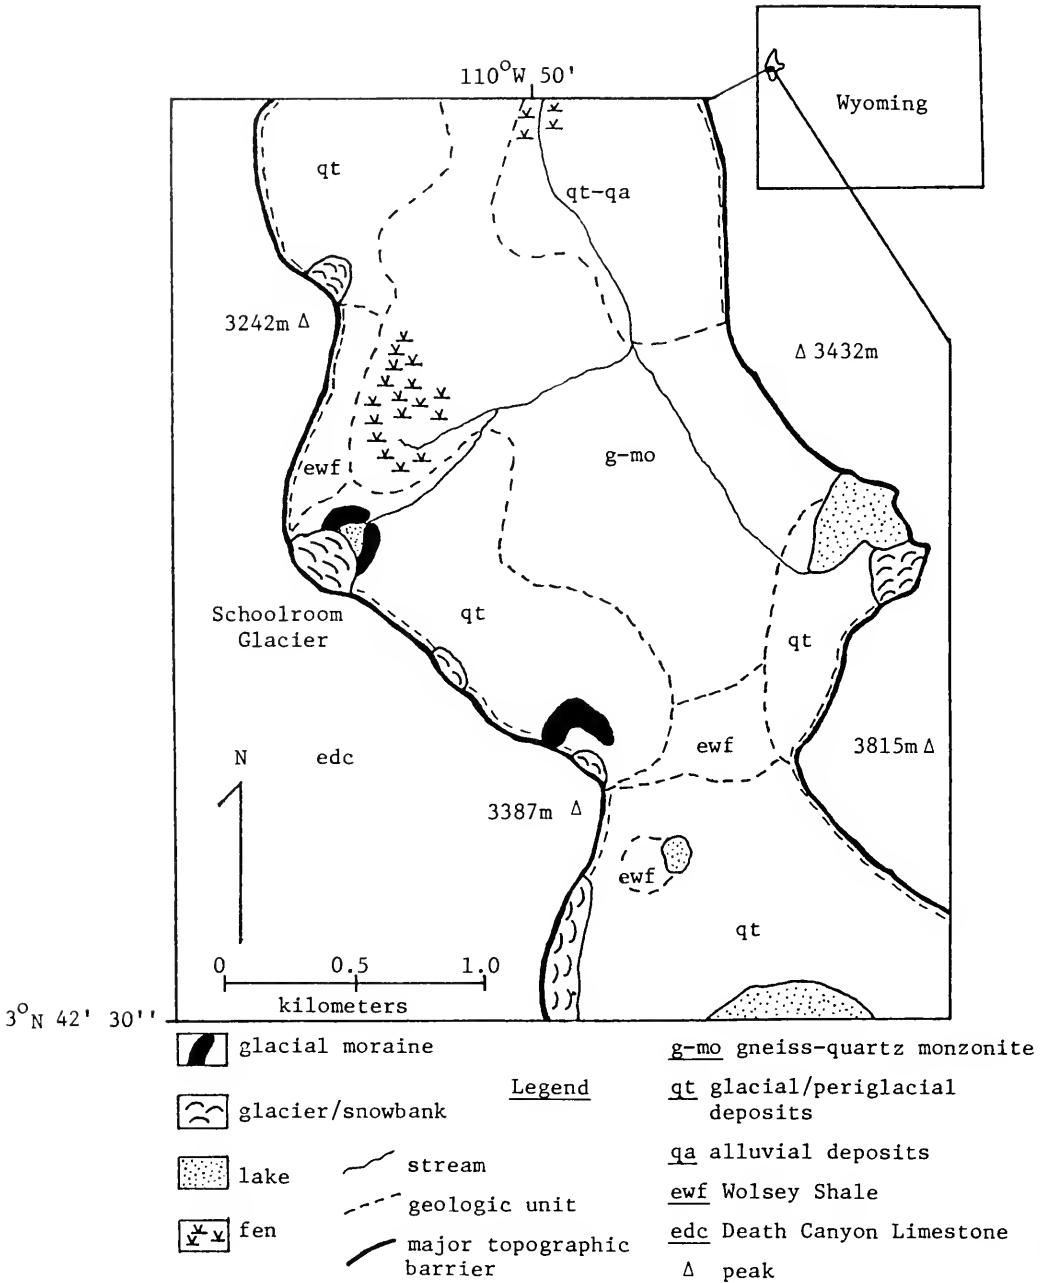 110°W 50'
Wyoming
qt
qt-qa
3242m Δ
Δ 3432m
ewf
g-mo
Schoolroom
Glacier
qt
qt
ewf
3815m Δ
N
edc
3387m Δ
ewf
qt
0 0.5 1.0
kilometers
3°N 42' 30''
Legend
glacial moraine
glacier/snowbank
lake
fen
stream
geologic unit
major topographic
barrier
g-mo gneiss-quartz monzonite
qt glacial/periglacial
deposits
qa alluvial deposits
ewf Wolsey Shale
edc Death Canyon Limestone
Δ peak